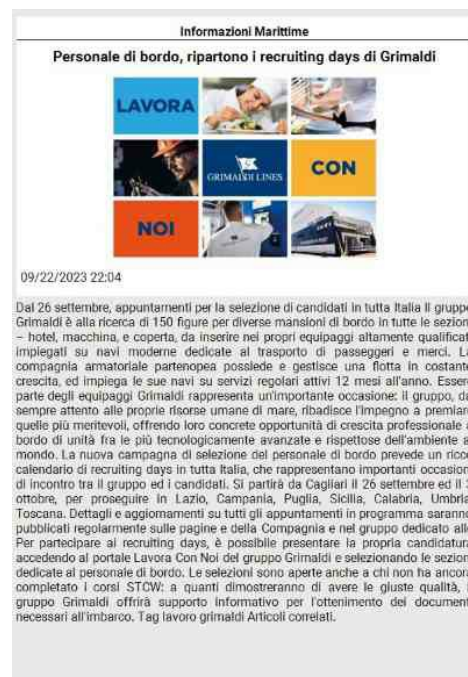 Informazioni Marittime
Personale di bordo, ripartono i recruiting days di Grimaldi
LAVORA
GRIMALDI LINES
CON
NOI
09/22/2023 22:04
Dal 26 settembre, appuntamenti per la selezione di candidati in tutta Italia Il grupp
Grimaldi è alla ricerca di 150 figure per diverse mansioni di bordo in tutte le sezion
– hotel, macchina, e coperta, da inserire nei propri equipaggi altamente qualificat
impiegati su navi moderne dedicate al trasporto di passeggeri e merci. La
compagnia armatoriale partenopea possiede e gestisce una flotta in costante
crescita, ed impiega le sue navi su servizi regolari attivi 12 mesi all'anno. Esser
parte degli equipaggi Grimaldi rappresenta un'importante occasione: il gruppo, da
sempre attento alle proprie risorse umane di mare, ribadisce l'impegno a premian
quelle più meritevoli, offrendo loro concrete opportunità di crescita professionale a
bordo di unità fra le più tecnologicamente avanzate e rispettose dell'ambiente a
mondo. La nuova campagna di selezione del personale di bordo prevede un ricc
calendario di recruiting days in tutta Italia, che rappresentano importanti occasion
di incontro tra il gruppo ed i candidati. Si partirà da Cagliari il 26 settembre ed il 3
ottobre, per proseguire in Lazio, Campania, Puglia, Sicilia, Calabria, Umbria
Toscana. Dettagli e aggiornamenti su tutti gli appuntamenti in programma saranno
pubblicati regolarmente sulle pagine e della Compagnia e nel gruppo dedicato alle
Per partecipare ai recruiting days, è possibile presentare la propria candidatura
accedendo al portale Lavora Con Noi del gruppo Grimaldi e selezionando le sezion
dedicate al personale di bordo. Le selezioni sono aperte anche a chi non ha ancora
completato i corsi STCW: a quanti dimostreranno di avere le giuste qualità, i
gruppo Grimaldi offrirà supporto informativo per l'ottenimento dei document
necessari all'imbarco. Tag lavoro grimaldi Articoli correlati.